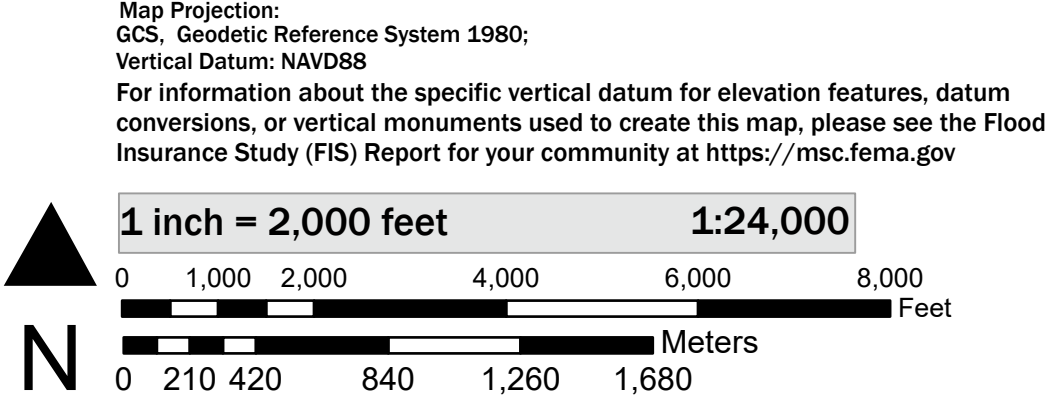 Map Projection:
GCS, Geodetic Reference System 1980;
Vertical Datum: NAVD88
For information about the specific vertical datum for elevation features, datum
conversions, or vertical monuments used to create this map, please see the Flood
Insurance Study (FIS) Report for your community at https://msc.fema.gov
1 inch = 2,000 feet 1:24,000
0 1,000 2,000 4,000 6,000 8,000
Feet
Meters
N
0 210 420 840 1,260 1,680